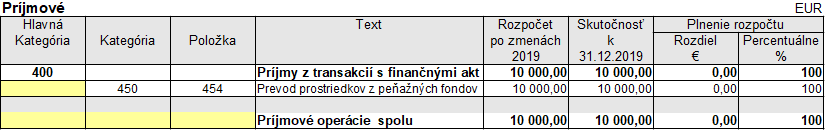 Príjmové EUR
Hlavná Kategória Kategória Položka Text Rozpočet po zmenách 2019 Skutočnosť k 31.12.2019 Plnenie rozpočtu Rozdiel € Percentuálne %
400 Príjmy z transakcií s finančnými akt 10 000,00 10 000,00 0,00 100
450 454 Prevod prostriedkov z peňažných fondov 10 000,00 10 000,00 0,00 100
Príjmové operácie spolu 10 000,00 10 000,00 0,00 100